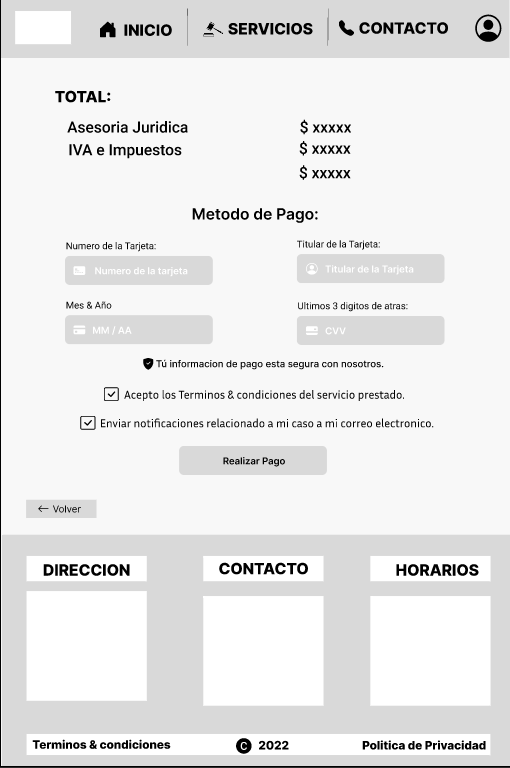 INICIO SERVICIOS CONTACTO
TOTAL:
Asesoria Juridica $ xxxxx
IVA e Impuestos $ xxxxx
$ xxxxx
Metodo de Pago:
Numero de la Tarjeta: Titular de la Tarjeta:
Numero de la tarjeta Titular de la Tarjeta
Mes & Año Ultimos 3 digitos de atras:
MM / AA CVV
Tú informacion de pago esta segura con nosotros.
Acepto los Terminos & condiciones del servicio prestado.
Enviar notificaciones relacionado a mi caso a mi correo electronico.
Realizar Pago
← Volver
DIRECCION CONTACTO HORARIOS
Terminos & condiciones © 2022 Politica de Privacidad